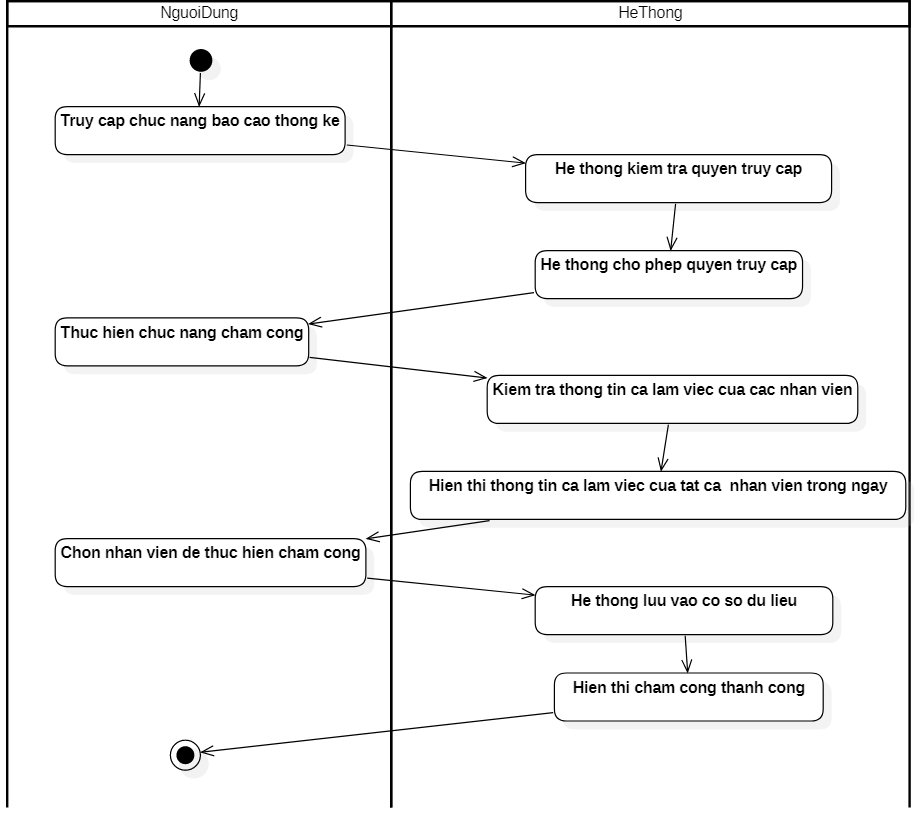 NguoiDung
HeThong
Truy cap chuc nang bao cao thong ke
He thong kiem tra quyen truy cap
He thong cho phep quyen truy cap
Thuc hien chuc nang cham cong
Kiem tra thong tin ca lam viec cua cac nhan vien
Hien thi thong tin ca lam viec cua tat ca  nhan vien trong ngay
Chon nhan vien de thuc hien cham cong
He thong luu vao co so du lieu
Hien thi cham cong thanh cong